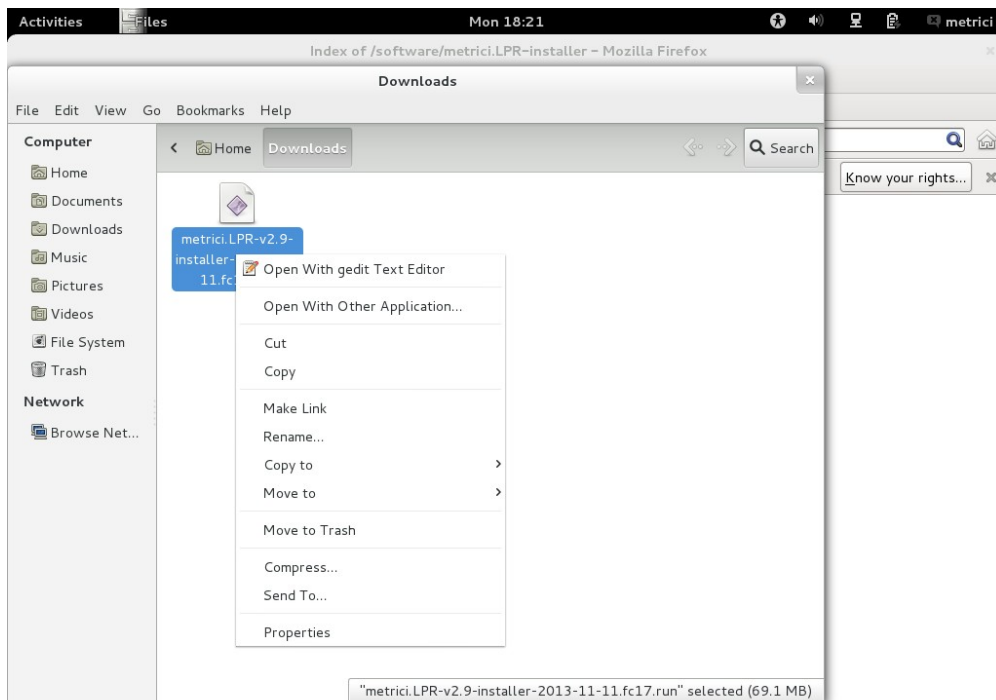 Activities Files Mon 18:21 metrici
Index of /software/metrici.LPR-installer - Mozilla Firefox
Downloads
File Edit View Go Bookmarks Help
Computer
Home
Documents
Downloads
Music
Pictures
Videos
File System
Trash
Network
Browse Net...
Home Downloads Search
Know your rights...
metrici.LPR-v2.9-
installer-
11.fc
Open With gedit Text Editor
Open With Other Application...
Cut
Copy
Make Link
Rename...
Copy to
Move to
Move to Trash
Compress...
Send To...
Properties
"metrici.LPR-v2.9-installer-2013-11-11.fc17.run" selected (69.1 MB)